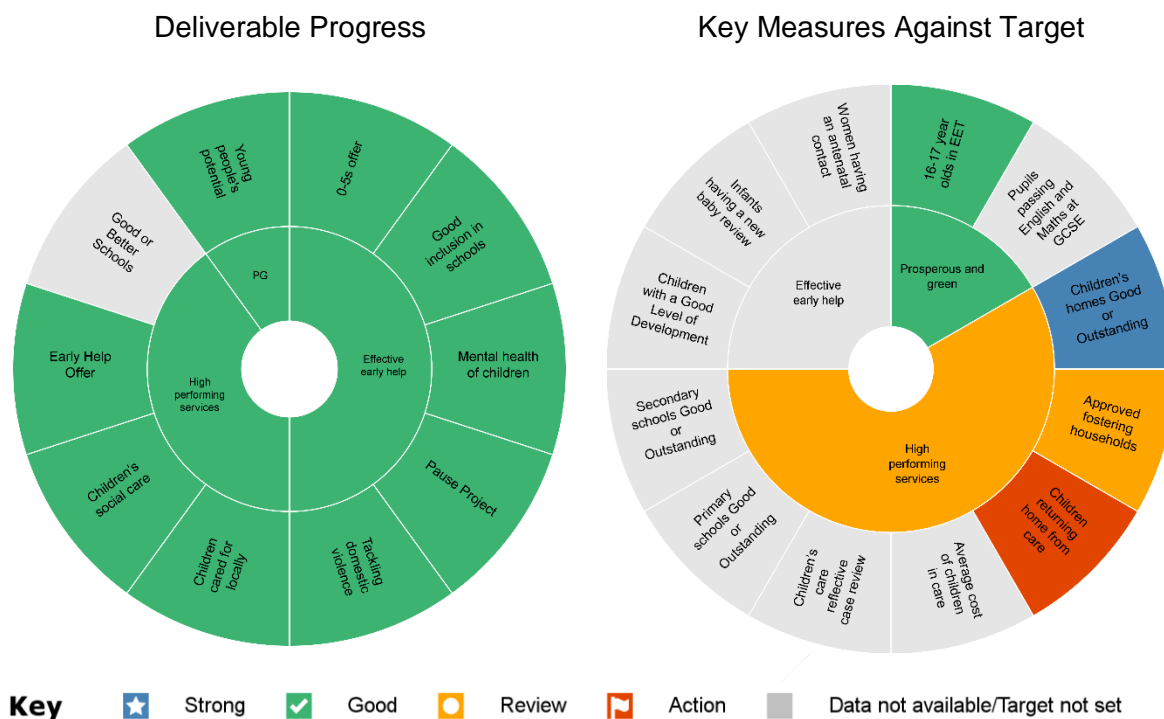 Deliverable Progress
Young
people's
potential
0-5s offer
Good
inclusion in
schools
Mental health
of children
Pause Project
Tackling
domestic
violence
Children
cared for
locally
Children's
social care
Early Help
Offer
Good or
Better
Schools
PG
Effective
early help
High
performing
services
Key Measures Against Target
Women having
an antenatal
contact
16-17 year
olds in EET
Pupils
passing
English and
Maths at
GCSE
Children's
homes Good
or
Outstanding
Approved
fostering
households
Children
returning
home from
care
Average cost
of children
in care
Children's
care
reflective
case review
Primary
schools Good
or
Outstanding
Secondary
schools Good
or
Outstanding
Children
with a Good
Level of
Development
Infants
having a new
baby review
Effective
early help
Prosperous and
green
High
performing
services
Key Strong Good Review Action Data not available/Target not set